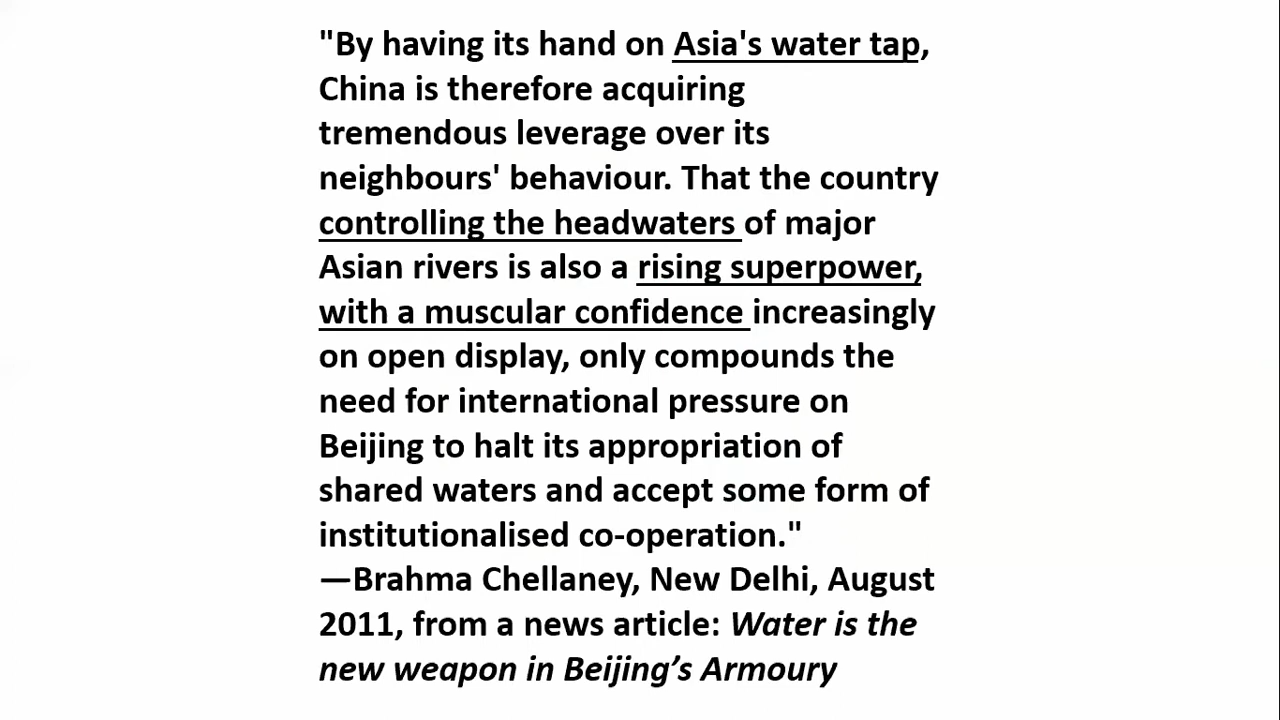 "By having its hand on Asia's water tap,
China is therefore acquiring
tremendous leverage over its
neighbours' behaviour. That the country
controlling the headwaters of major
Asian rivers is also a rising superpower,
with a muscular confidence increasingly
on open display, only compounds the
need for international pressure on
Beijing to halt its appropriation of
shared waters and accept some form of
institutionalised co-operation."
—Brahma Chellaney, New Delhi, August
2011, from a news article: Water is the
new weapon in Beijing’s Armoury